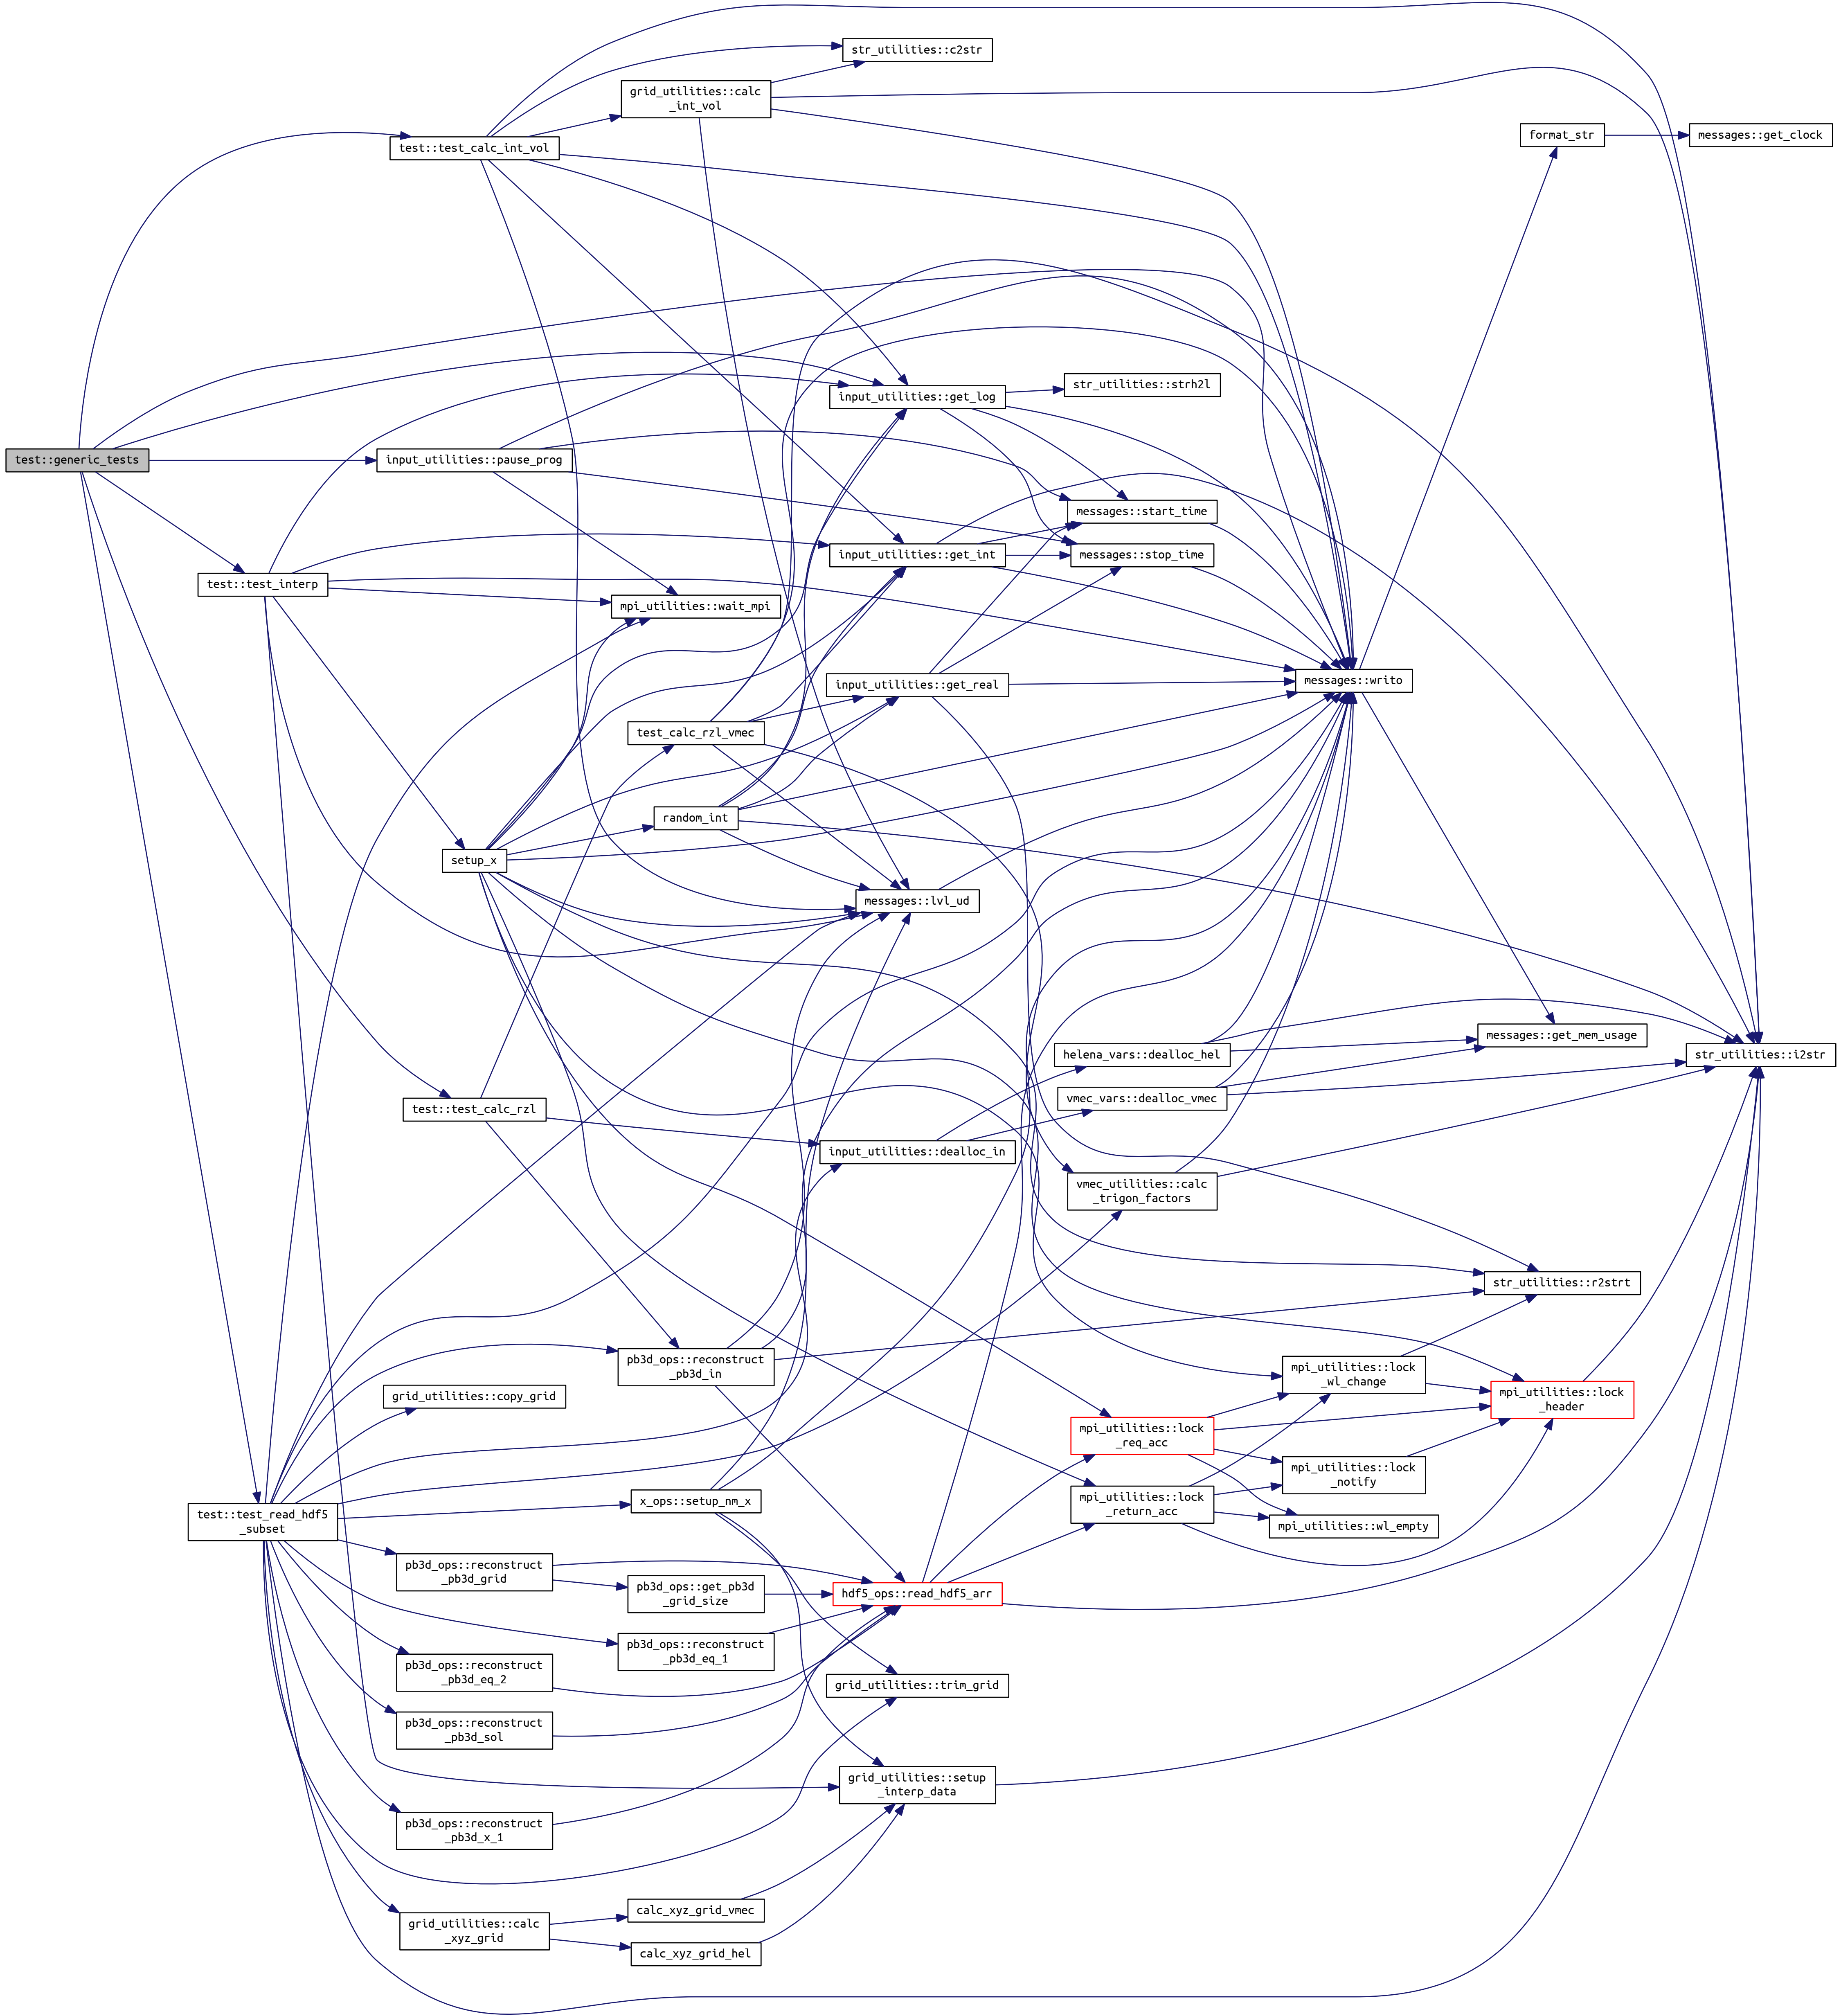 str_utilities::c2str
grid_utilities::calc
_int_vol
format_str
messages::get_clock
test::test_calc_int_vol
str_utilities::strh2l
input_utilities::get_log
test::generic_tests
input_utilities::pause_prog
messages::start_time
input_utilities::get_int
messages::stop_time
test::test_interp
mpi_utilities::wait_mpi
input_utilities::get_real
messages::writo
test_calc_rzl_vmec
random_int
setup_x
messages::lvl_ud
messages::get_mem_usage
helena_vars::dealloc_hel
str_utilities::i2str
vmec_vars::dealloc_vmec
test::test_calc_rzl
input_utilities::dealloc_in
vmec_utilities::calc
_trigon_factors
str_utilities::r2strt
pb3d_ops::reconstruct
_pb3d_in
mpi_utilities::lock
_wl_change
grid_utilities::copy_grid
mpi_utilities::lock
_header
mpi_utilities::lock
_req_acc
mpi_utilities::lock
_notify
x_ops::setup_nm_x
mpi_utilities::lock
_return_acc
test::test_read_hdf5
_subset
mpi_utilities::wl_empty
pb3d_ops::reconstruct
_pb3d_grid
pb3d_ops::get_pb3d
_grid_size
hdf5_ops::read_hdf5_arr
pb3d_ops::reconstruct
_pb3d_eq_1
pb3d_ops::reconstruct
_pb3d_eq_2
grid_utilities::trim_grid
pb3d_ops::reconstruct
_pb3d_sol
grid_utilities::setup
_interp_data
pb3d_ops::reconstruct
_pb3d_x_1
calc_xyz_grid_vmec
grid_utilities::calc
_xyz_grid
calc_xyz_grid_hel